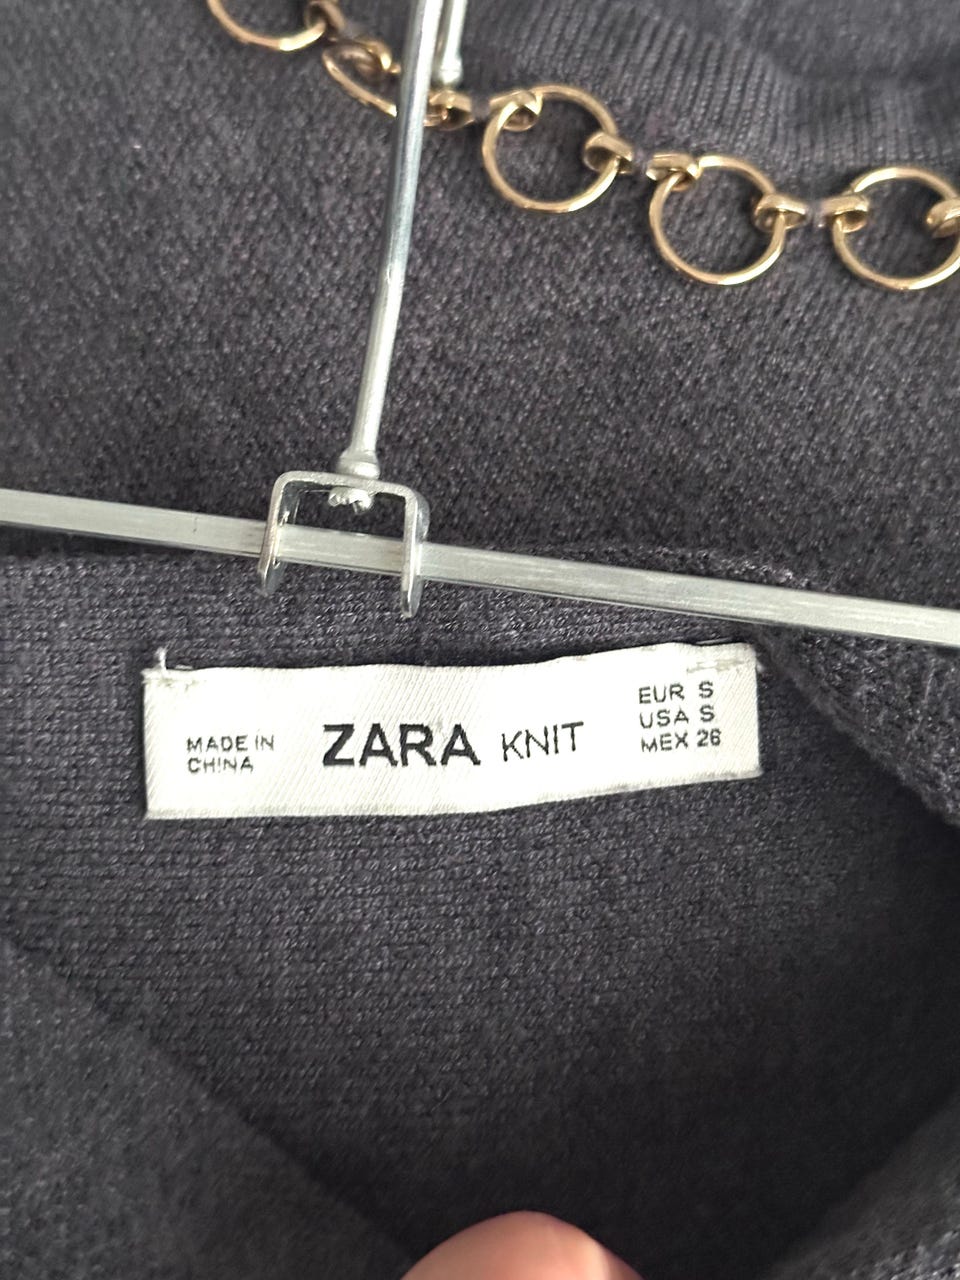 MADE IN
CHINA
ZARA KNIT
EUR S
USA S
MEX 26